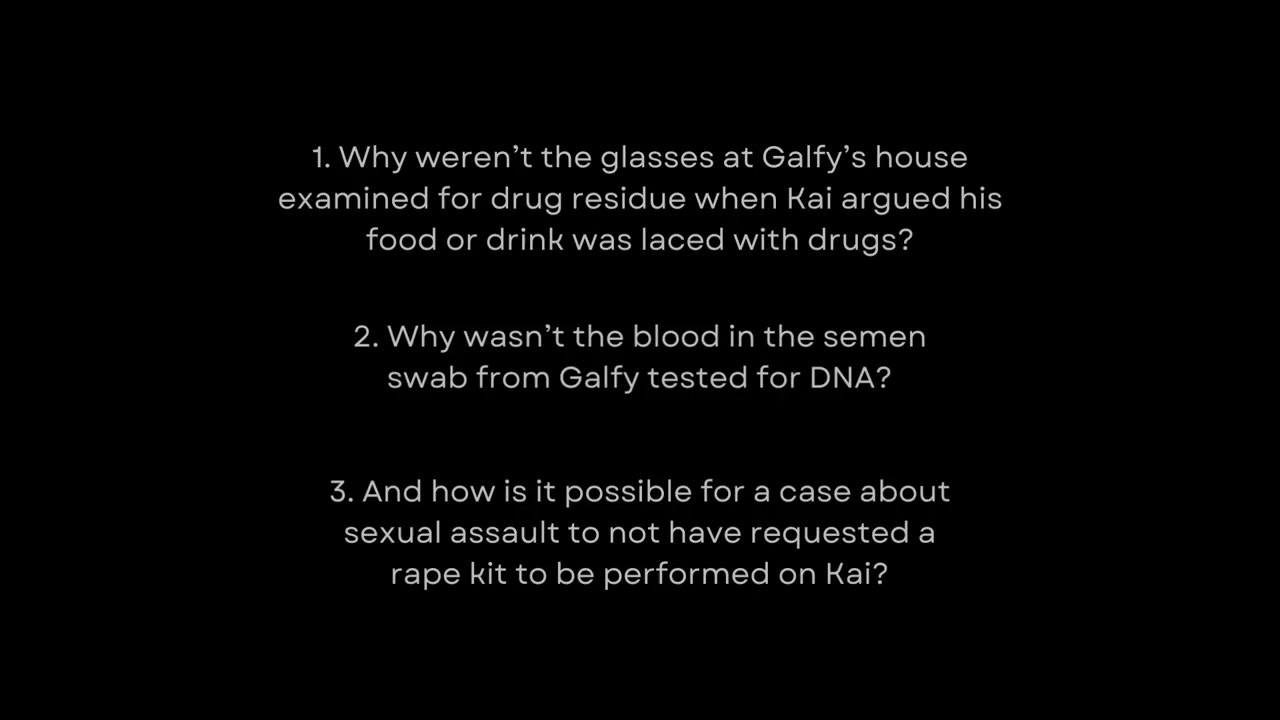 1. Why weren’t the glasses at Galfy’s house
examined for drug residue when Kai argued his
food or drink was laced with drugs?
2. Why wasn’t the blood in the semen
swab from Galfy tested for DNA?
3. And how is it possible for a case about
sexual assault to not have requested a
rape kit to be performed on Kai?